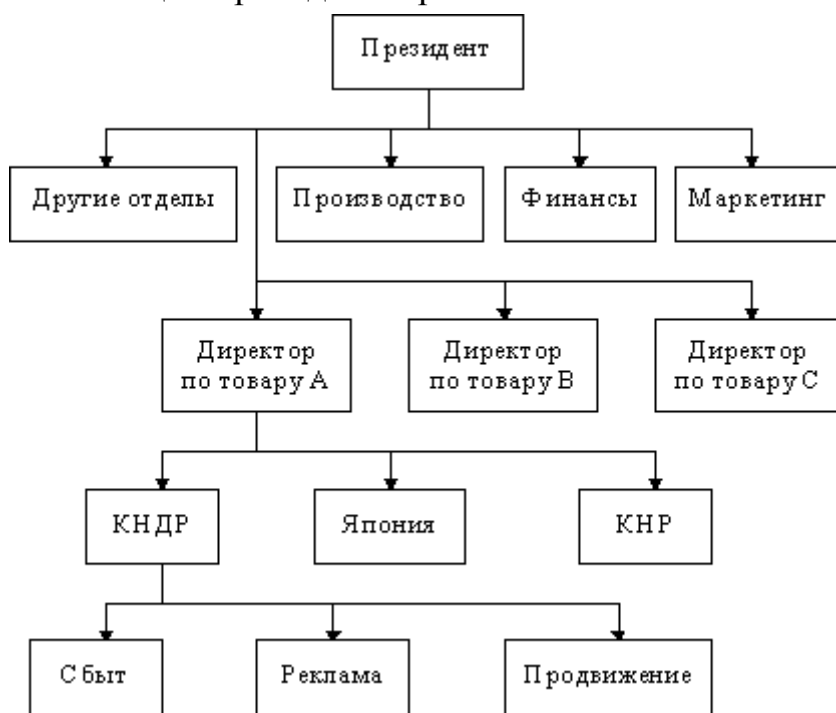 Президент
Другие отделы
Производство
Финансы
Маркетинг
Директор
по товару А
Директор
по товару В
Директор
по товару С
КНДР
Япония
КНР
Сбыт
Реклама
Продвижение